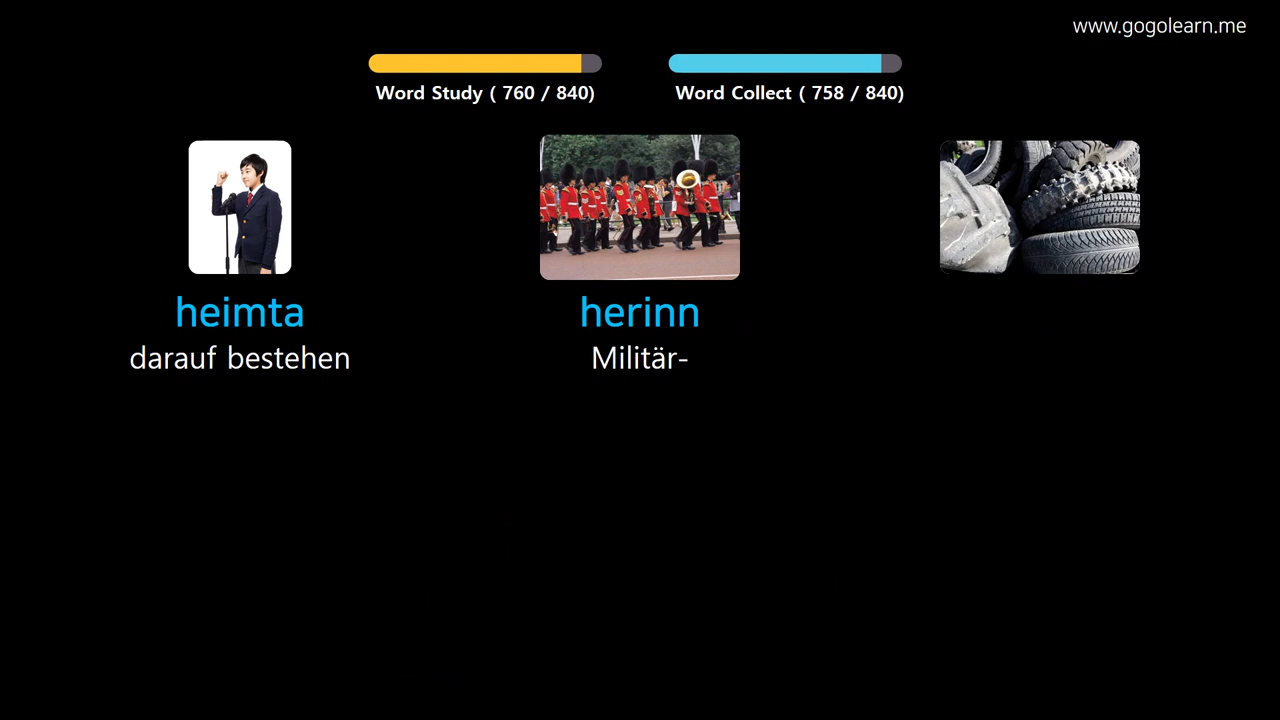 www.gogolearn.me
Word Study ( 760 / 840)
Word Collect ( 758 / 840)
heimta
darauf bestehen
herinn
Militär-